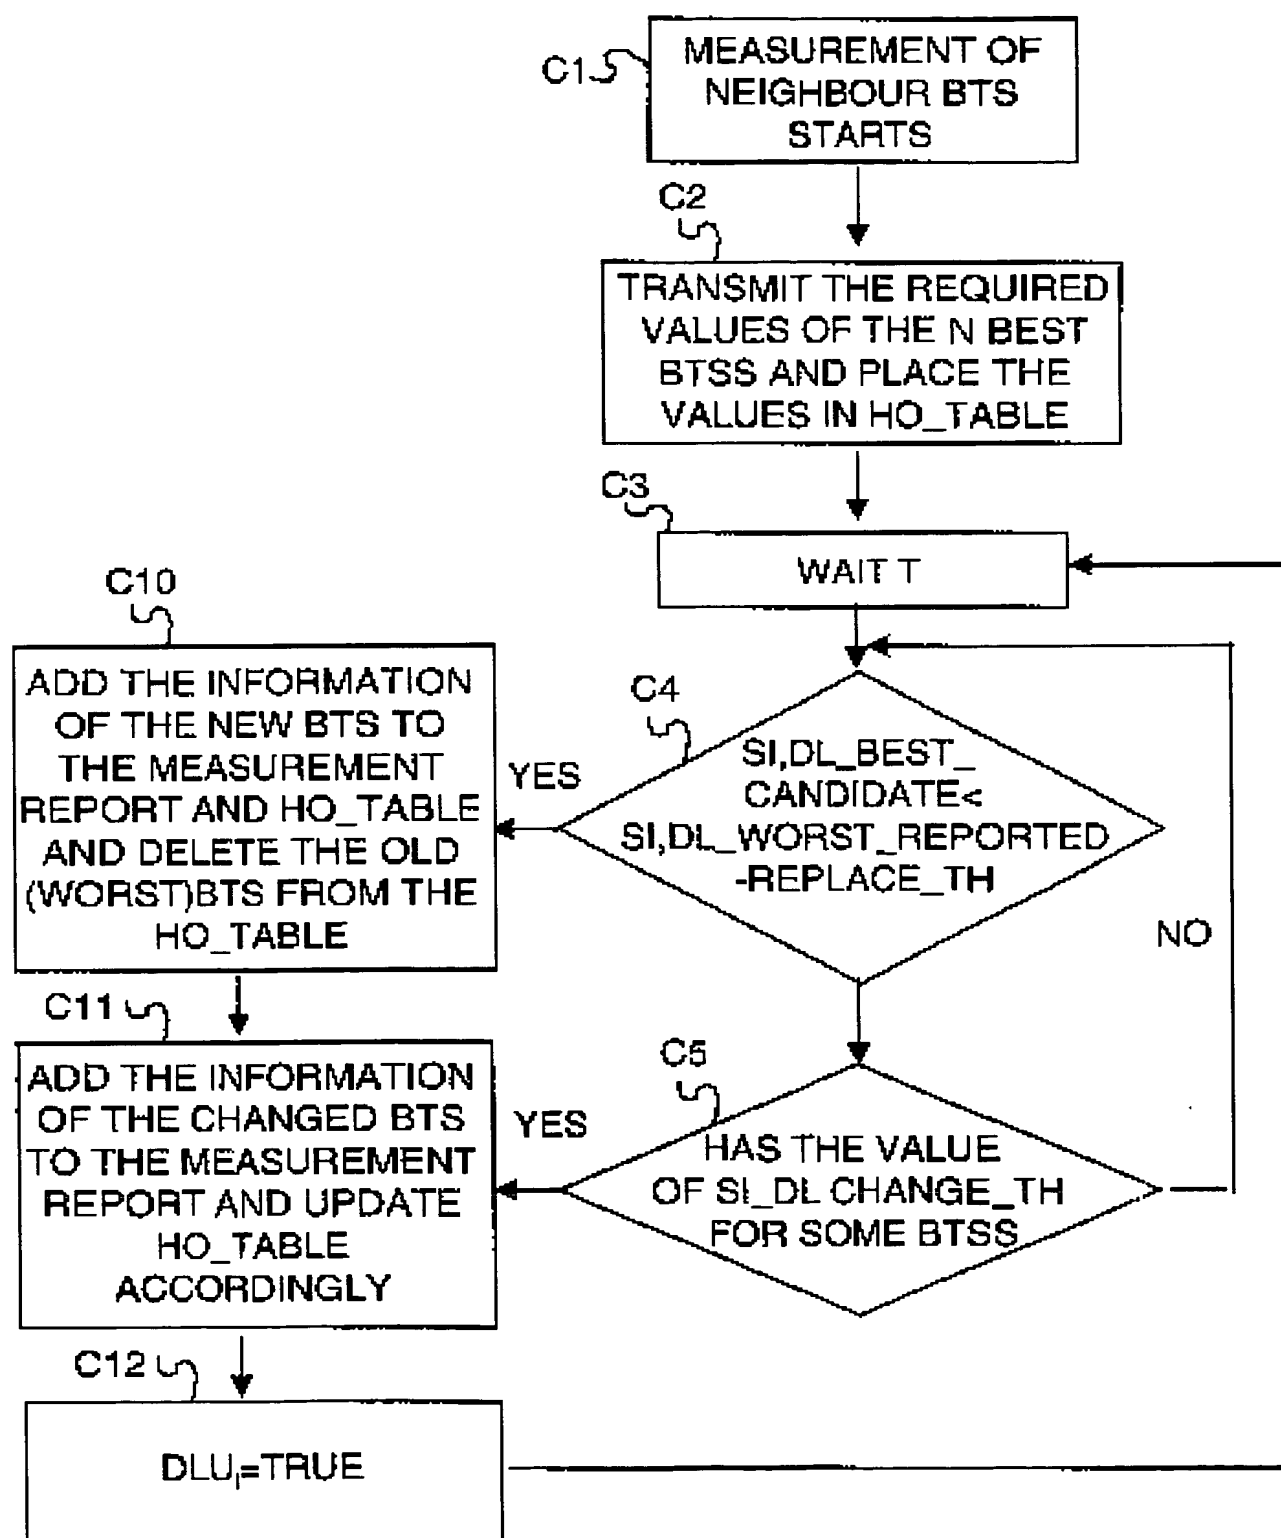 C1
MEASUREMENT OF
NEIGHBOUR BTS
STARTS
C2
TRANSMIT THE REQUIRED
VALUES OF THE N BEST
BTSS AND PLACE THE
VALUES IN HO_TABLE
C3
WAIT T
C10
ADD THE INFORMATION
OF THE NEW BTS TO
THE MEASUREMENT
REPORT AND HO_TABLE
AND DELETE THE OLD
(WORST)BTS FROM THE
HO_TABLE
YES
C4
SI,DL_BEST_
CANDIDATE<
SI,DL_WORST_REPORTED
-REPLACE_TH
NO
C11
ADD THE INFORMATION
OF THE CHANGED BTS
TO THE MEASUREMENT
REPORT AND UPDATE
HO_TABLE
ACCORDINGLY
YES
C5
HAS THE VALUE
OF SI_DL CHANGE_TH
FOR SOME BTSS
C12
DLUI=TRUE